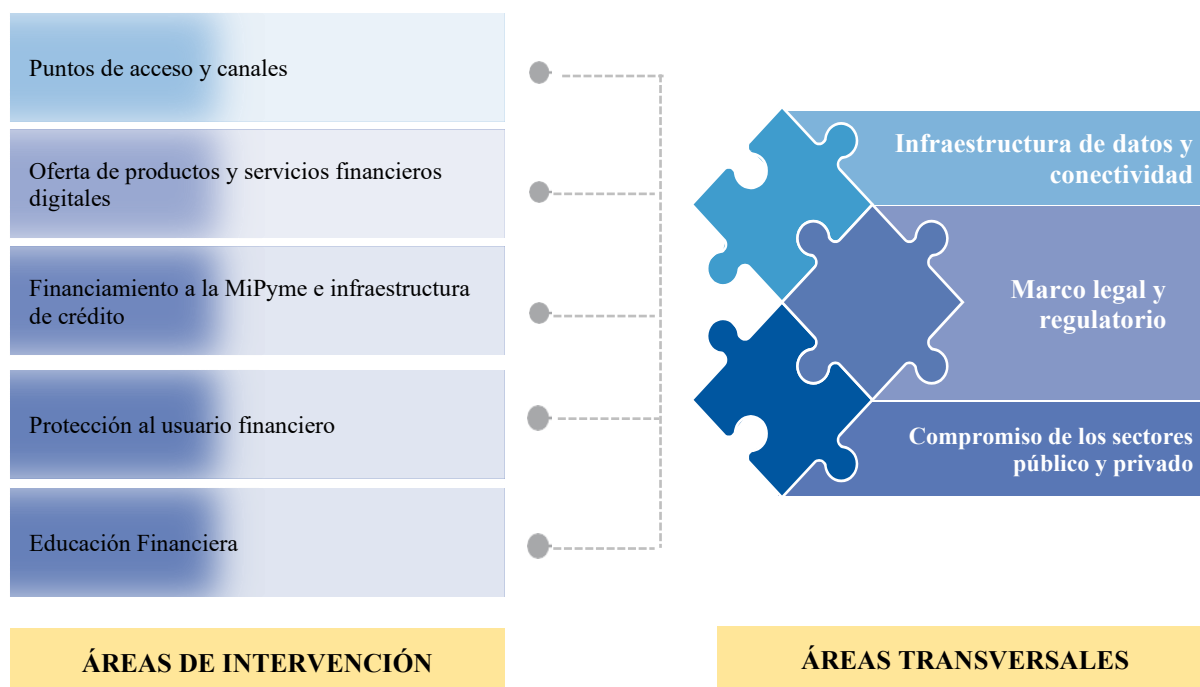 Puntos de acceso y canales
Oferta de productos y servicios financieros
digitales
Financiamiento a la MiPyme e infraestructura
de crédito
Protección al usuario financiero
Educación Financiera
ÁREAS DE INTERVENCIÓN
Infraestructura de datos y
conectividad
Marco legal y
regulatorio
Compromiso de los sectores
público y privado
ÁREAS TRANSVERSALES